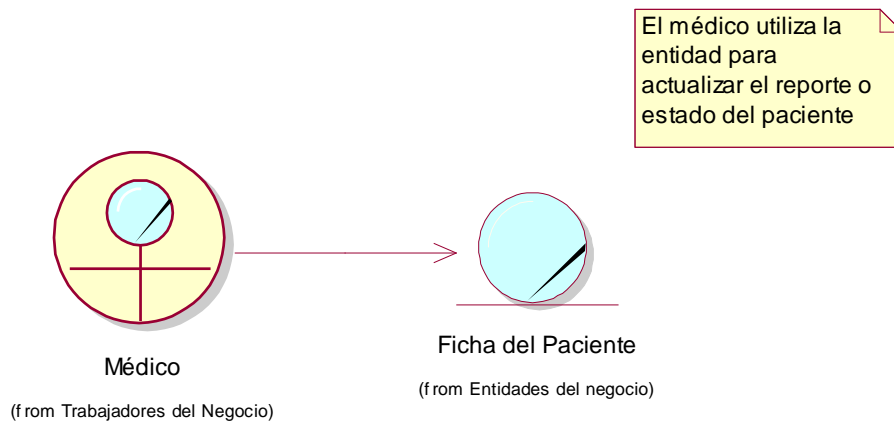 El médico utiliza la
entidad para
actualizar el reporte o
estado del paciente
Médico
(from Trabajadores del Negocio)
Ficha del Paciente
(from Entidades del negocio)